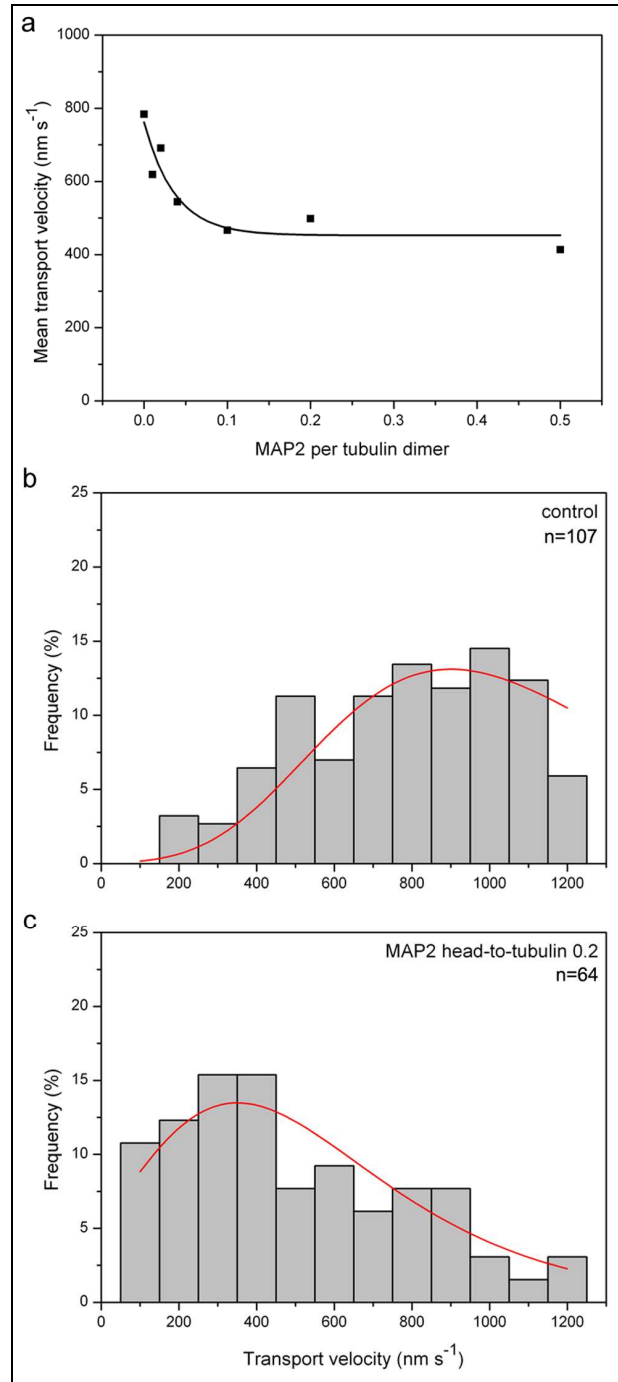 a
1000
800
600
400
200
0
Mean transport velocity (nm s⁻¹)
0.0 0.1 0.2 0.3 0.4 0.5
MAP2 per tubulin dimer
b
25
20
15
10
5
0
Frequency (%)
control
n=107
0 200 400 600 800 1000 1200
c
25
20
15
10
5
0
Frequency (%)
MAP2 head-to-tubulin 0.2
n=64
0 200 400 600 800 1000 1200
Transport velocity (nm s⁻¹)